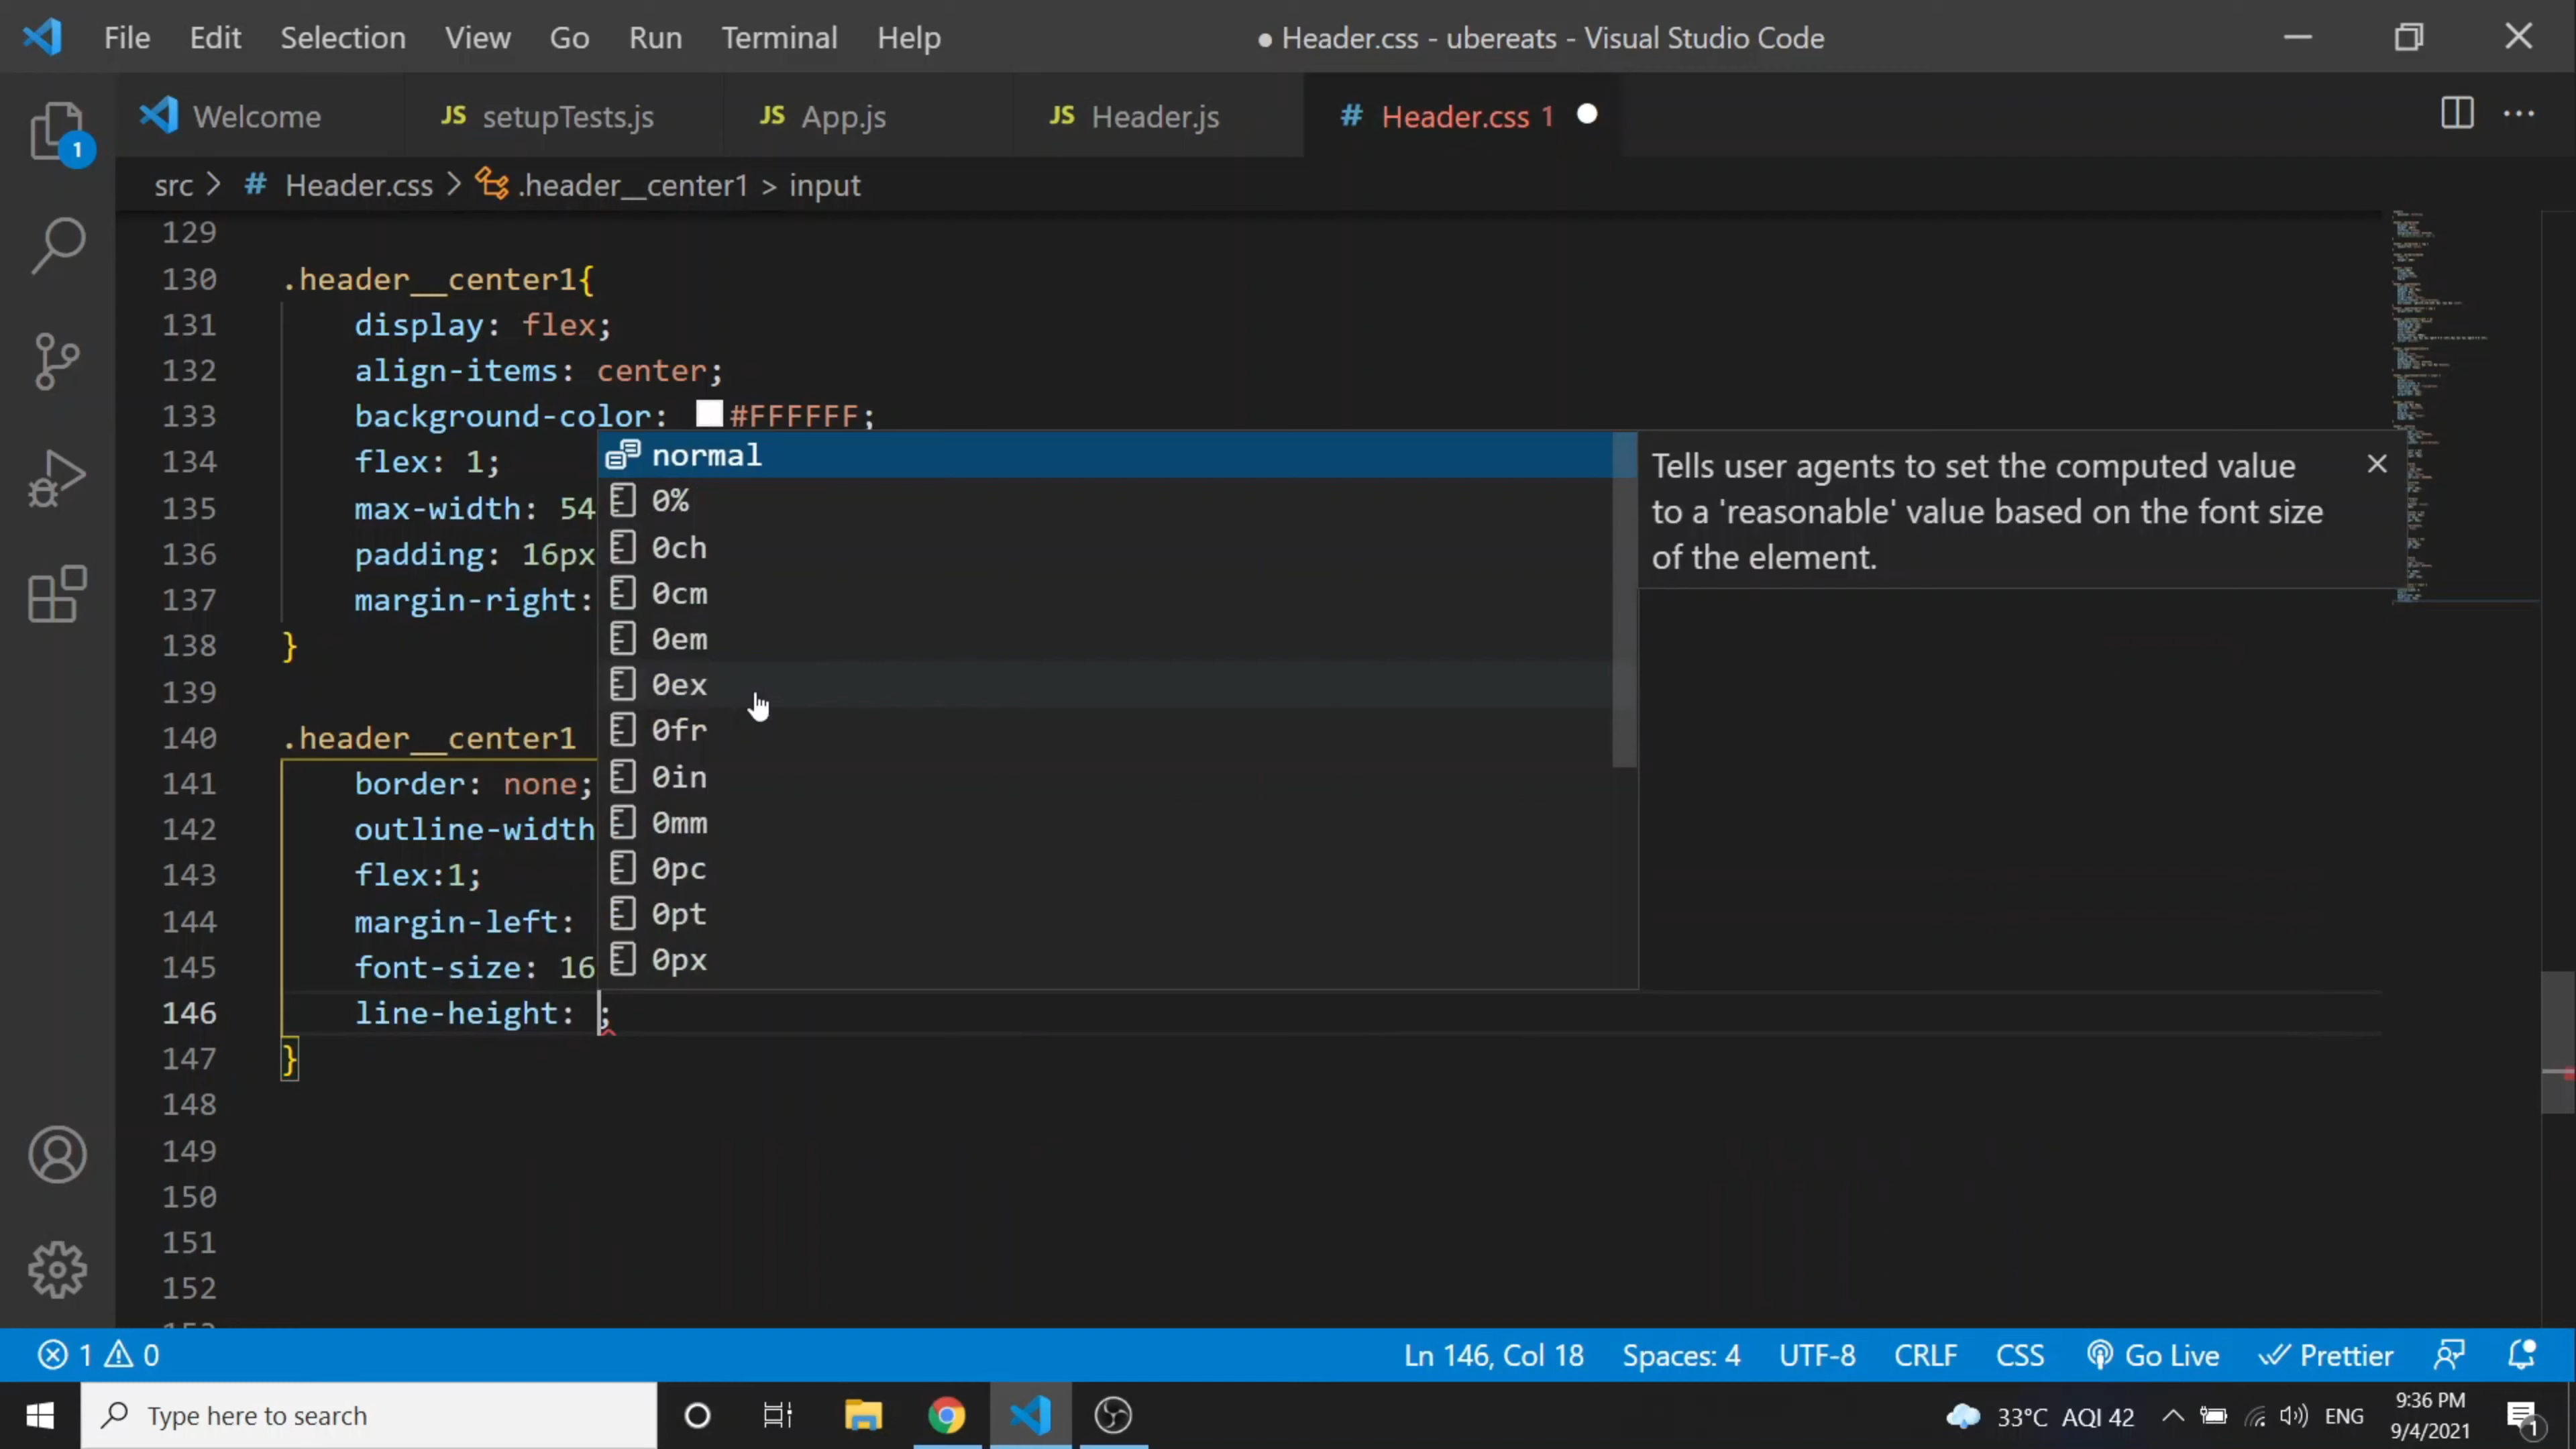 File Edit Selection View Go Run Terminal Help ● Header.css - ubereats - Visual Studio Code
Welcome JS setupTests.js JS App.js JS Header.js # Header.css 1
src > # Header.css > .header__center1 > input
129
130 .header__center1{
131 display: flex;
132 align-items: center;
133 background-color: #FFFFFF;
134 flex: 1;
135 max-width: 54
136 padding: 16px
137 margin-right:
138 }
139
140 .header__center1
141 border: none;
142 outline-width
143 flex:1;
144 margin-left:
145 font-size: 16
146 line-height: ;
147 }
148
149
150
151
152
normal
0%
0ch
0cm
0em
0ex
0fr
0in
0mm
0pc
0pt
0px
Tells user agents to set the computed value
to a 'reasonable' value based on the font size
of the element.
1
1 0 Ln 146, Col 18 Spaces: 4 UTF-8 CRLF CSS Go Live Prettier
Type here to search 33°C AQI 42 ENG 9:36 PM
9/4/2021
1